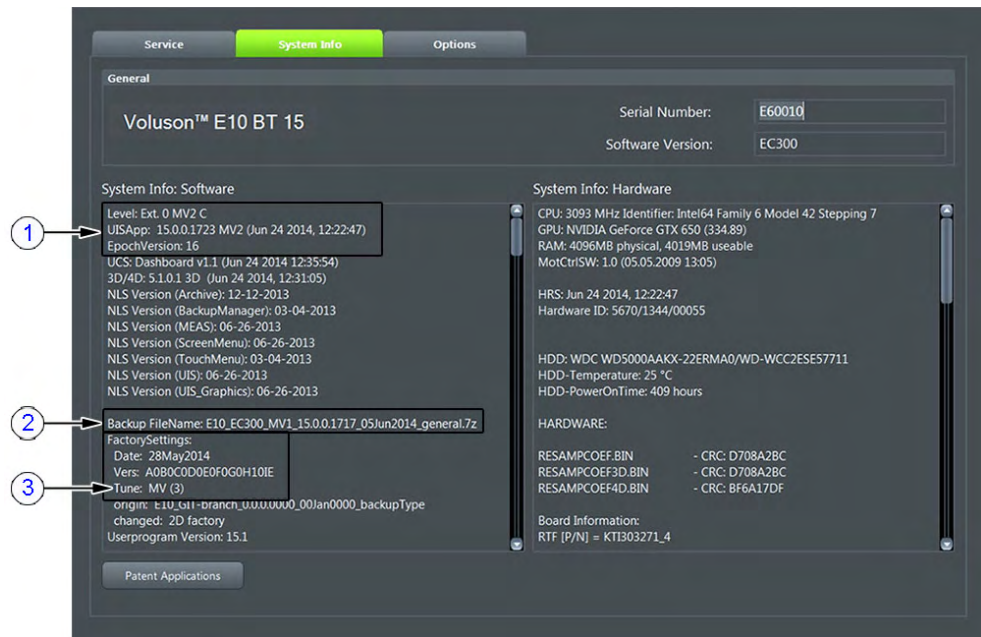 Service System Info Options
General
Voluson™ E10 BT 15
Serial Number: E60010
Software Version: EC300
System Info: Software
Level: Ext. 0 MV2 C
1
UISApp: 15.0.0.1723 MV2 (Jun 24 2014, 12:22:47)
EpochVersion: 16
UCS: Dashboard v1.1 (Jun 24 2014 12:35:54)
3D/4D: 5.1.0.1 3D (Jun 24 2014, 12:31:05)
NLS Version (Archive): 12-12-2013
NLS Version (BackupManager): 03-04-2013
NLS Version (MEAS): 06-26-2013
NLS Version (ScreenMenu): 06-26-2013
NLS Version (TouchMenu): 03-04-2013
NLS Version (UIS): 06-26-2013
NLS Version (UIS_Graphics): 06-26-2013
2
Backup FileName: E10_EC300_MV1_15.0.0.1717_05Jun2014_general.7z
FactorySettings:
Date: 28May2014
Vers: A0B0C0D0E0F0G0H10IE
3
Tune: MV (3)
origin: E10_GIT-branch_0.0.0.0000_00Jan0000_backupType
changed: 2D factory
Userprogram Version: 15.1
System Info: Hardware
CPU: 3093 MHz Identifier: Intel64 Family 6 Model 42 Stepping 7
GPU: NVIDIA GeForce GTX 650 (334.89)
RAM: 4096MB physical, 4019MB useable
MotCtrlSW: 1.0 (05.05.2009 13:05)
HRS: Jun 24 2014, 12:22:47
Hardware ID: 5670/1344/00055
HDD: WDC WD5000AAKX-22ERMA0/WD-WCC2ESE57711
HDD-Temperature: 25 °C
HDD-PowerOnTime: 409 hours
HARDWARE:
RESAMPCOEF.BIN - CRC: D708A2BC
RESAMPCOEF3D.BIN - CRC: D708A2BC
RESAMPCOEF4D.BIN - CRC: BF6A17DF
Board Information:
RTF [P/N] = KTI303271_4
Patent Applications